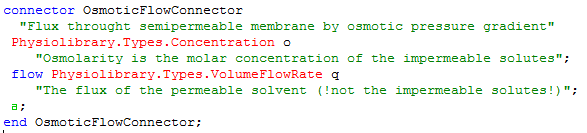 connector OsmoticFlowConnector
"Flux throught semipermeable membrane by osmotic pressure gradient"
Physiolibrary.Types.Concentration o
"Osmolarity is the molar concentration of the impermeable solutes";
flow Physiolibrary.Types.VolumeFlowRate q
"The flux of the permeable solvent (!not the impermeable solutes!)";
a;
end OsmoticFlowConnector;